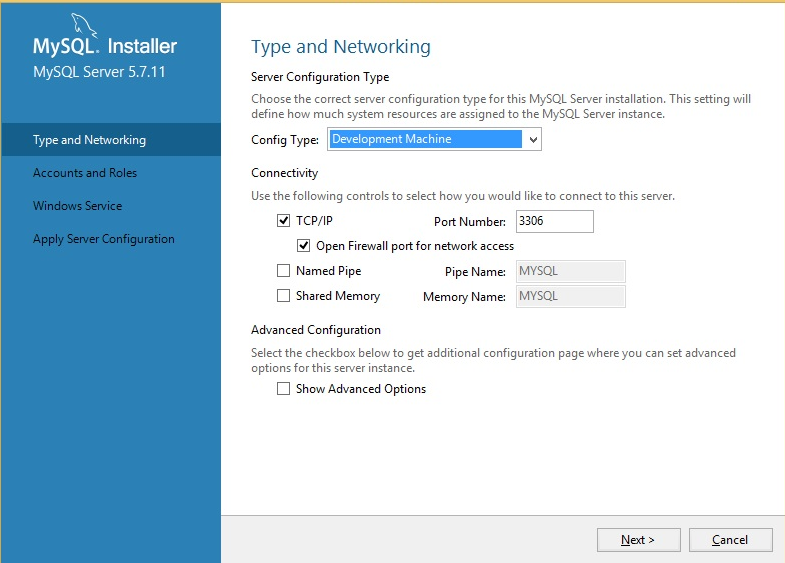 MySQL. Installer
MySQL Server 5.7.11
Type and Networking
Accounts and Roles
Windows Service
Apply Server Configuration
Type and Networking
Server Configuration Type
Choose the correct server configuration type for this MySQL Server installation. This setting will
define how much system resources are assigned to the MySQL Server instance.
Config Type: Development Machine
Connectivity
Use the following controls to select how you would like to connect to this server.
TCP/IP Port Number: 3306
Open Firewall port for network access
Named Pipe Pipe Name: MYSQL
Shared Memory Memory Name: MYSQL
Advanced Configuration
Select the checkbox below to get additional configuration page where you can set advanced
options for this server instance.
Show Advanced Options
Next > Cancel